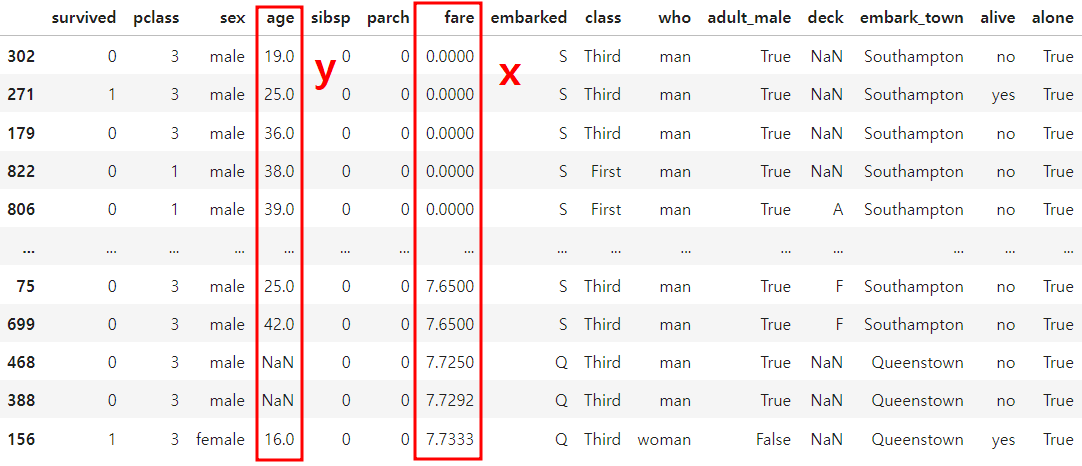 survived pclass sex age sibsp parch fare embarked class who adult_male deck embark_town alive alone
302 0 3 male 19.0 0 0 0.0000 S Third man True NaN Southampton no True
y x
271 1 3 male 25.0 0 0 0.0000 S Third man True NaN Southampton yes True
179 0 3 male 36.0 0 0 0.0000 S Third man True NaN Southampton no True
822 0 1 male 38.0 0 0 0.0000 S First man True NaN Southampton no True
806 0 1 male 39.0 0 0 0.0000 S First man True A Southampton no True
... ... ... ... ... ... ... ... ... ... ... ... ... ... ... ...
75 0 3 male 25.0 0 0 7.6500 S Third man True F Southampton no True
699 0 3 male 42.0 0 0 7.6500 S Third man True F Southampton no True
468 0 3 male NaN 0 0 7.7250 Q Third man True NaN Queenstown no True
388 0 3 male NaN 0 0 7.7292 Q Third man True NaN Queenstown no True
156 1 3 female 16.0 0 0 7.7333 Q Third woman False NaN Queenstown yes True